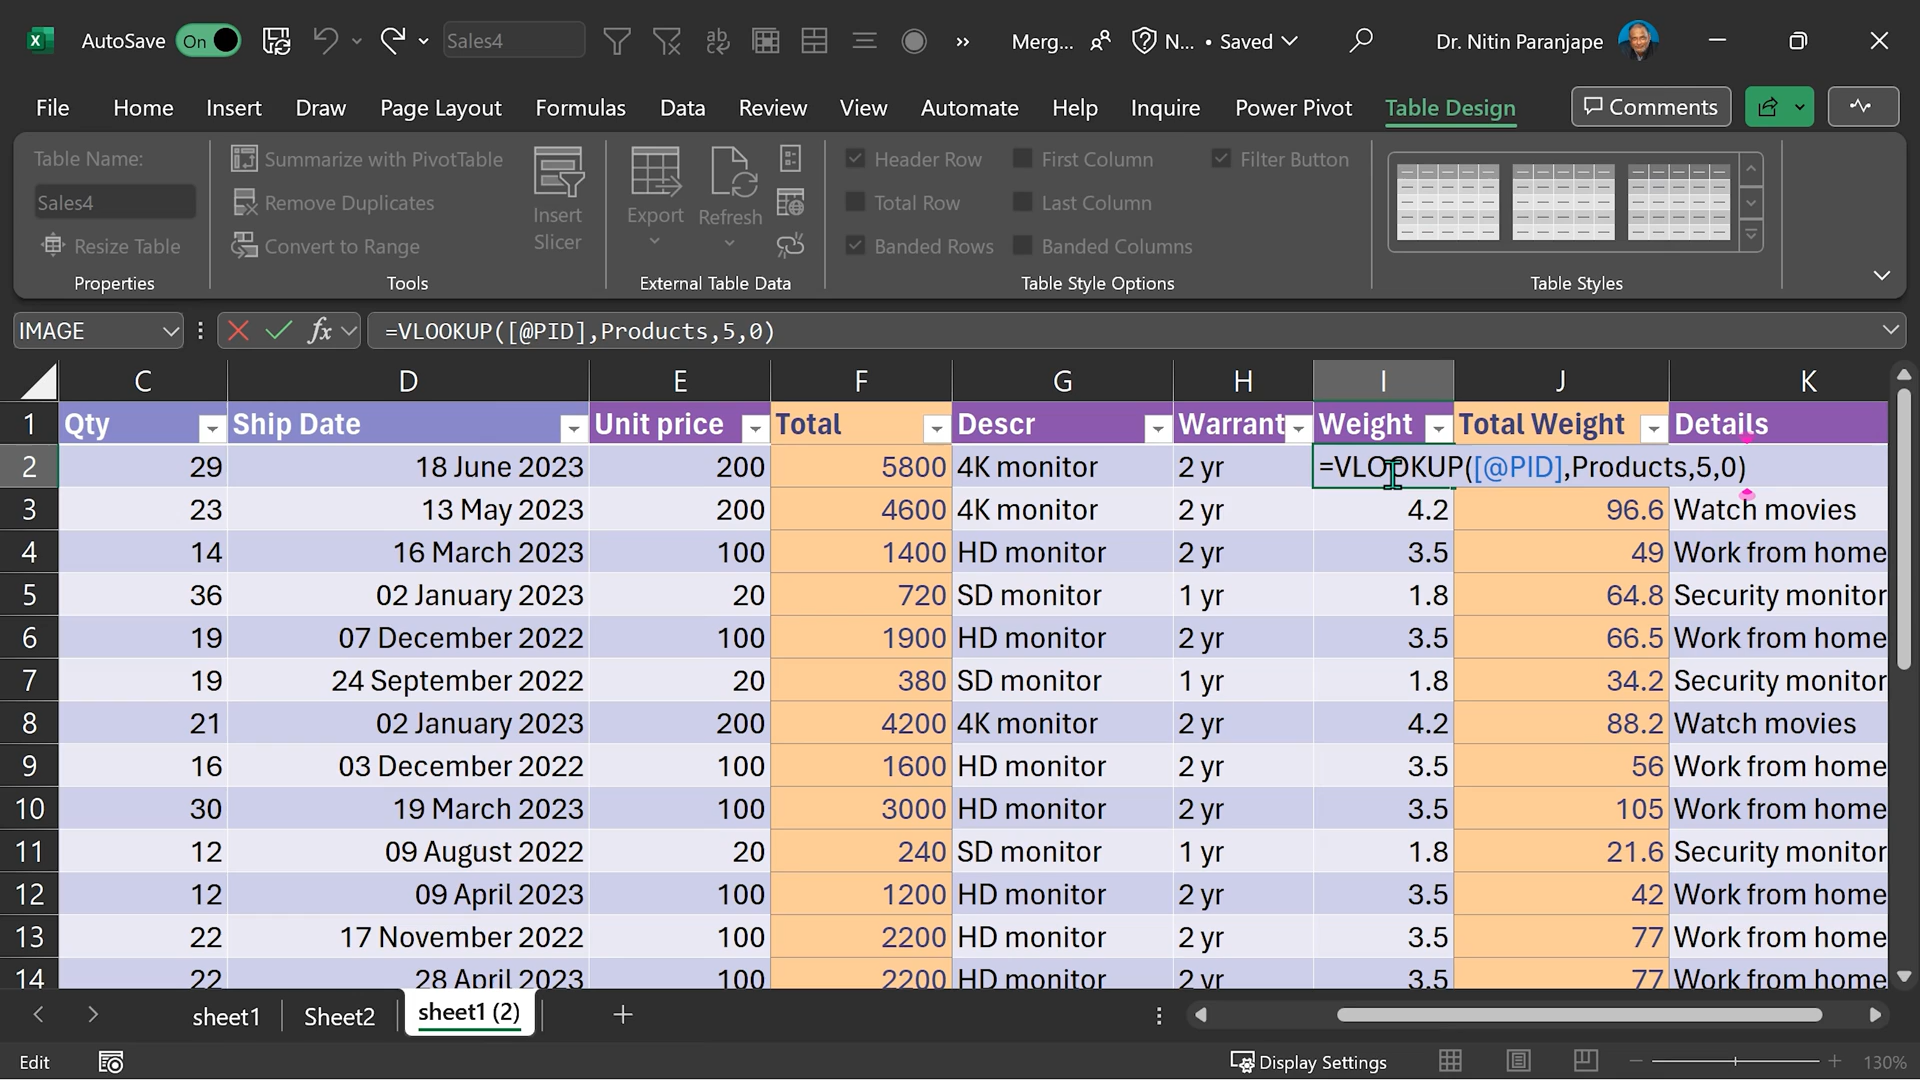 AutoSave On Sales4 Merg... N... • Saved Dr. Nitin Paranjape
File Home Insert Draw Page Layout Formulas Data Review View Automate Help Inquire Power Pivot Table Design Comments
Table Name:
Sales4
Resize Table
Properties
Summarize with PivotTable
Remove Duplicates
Convert to Range
Insert
Slicer
Tools
Export
Refresh
External Table Data
Header Row
First Column
Filter Button
Total Row
Last Column
Banded Rows
Banded Columns
Table Style Options
Table Styles
IMAGE fx =VLOOKUP([@PID],Products,5,0)
C D E F G H I J K
1 Qty Ship Date Unit price Total Descr Warrant Weight Total Weight Details
2 29 18 June 2023 200 5800 4K monitor 2 yr =VLOOKUP([@PID],Products,5,0)
3 23 13 May 2023 200 4600 4K monitor 2 yr 4.2 96.6 Watch movies
4 14 16 March 2023 100 1400 HD monitor 2 yr 3.5 49 Work from home
5 36 02 January 2023 20 720 SD monitor 1 yr 1.8 64.8 Security monitor
6 19 07 December 2022 100 1900 HD monitor 2 yr 3.5 66.5 Work from home
7 19 24 September 2022 20 380 SD monitor 1 yr 1.8 34.2 Security monitor
8 21 02 January 2023 200 4200 4K monitor 2 yr 4.2 88.2 Watch movies
9 16 03 December 2022 100 1600 HD monitor 2 yr 3.5 56 Work from home
10 30 19 March 2023 100 3000 HD monitor 2 yr 3.5 105 Work from home
11 12 09 August 2022 20 240 SD monitor 1 yr 1.8 21.6 Security monitor
12 12 09 April 2023 100 1200 HD monitor 2 yr 3.5 42 Work from home
13 22 17 November 2022 100 2200 HD monitor 2 yr 3.5 77 Work from home
14 22 28 April 2023 100 2200 HD monitor 2 yr 3.5 77 Work from home
sheet1 Sheet2 sheet1 (2)
Edit Display Settings 130%